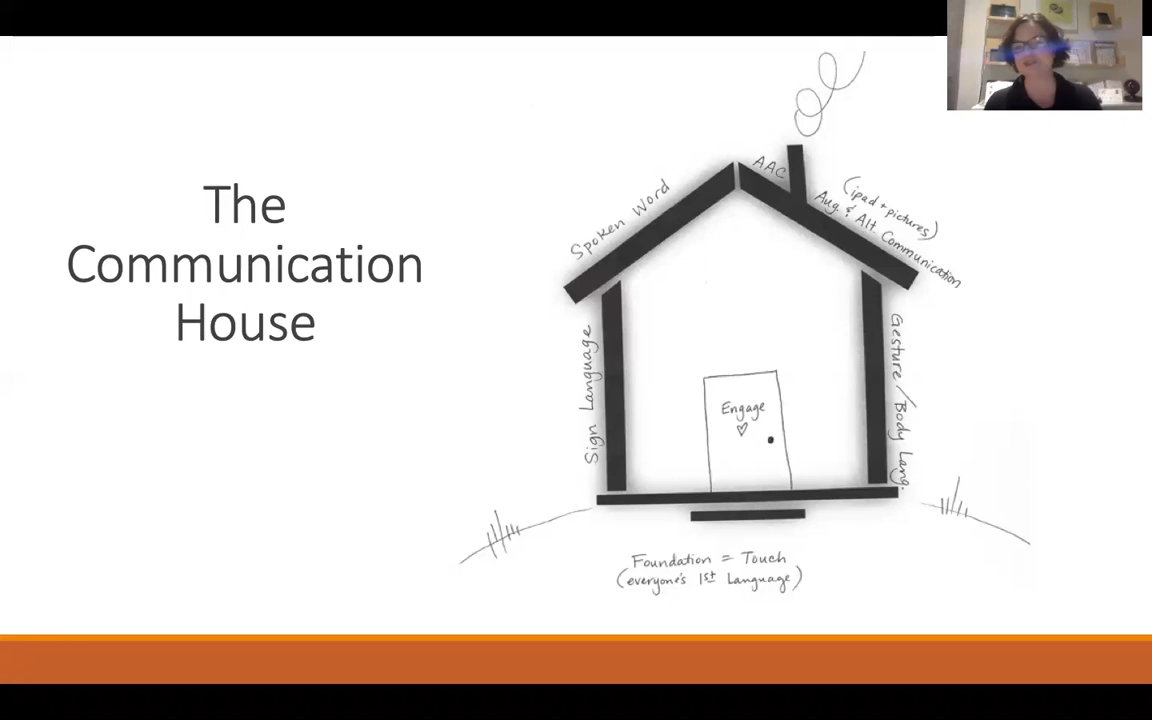 The
Communication
House
Spoken Word
AAC
(ipad + pictures)
Aug. & Alt. Communication
Sign Language
Gesture / Body Lang.
Engage
Foundation = Touch
(everyone's 1st Language)